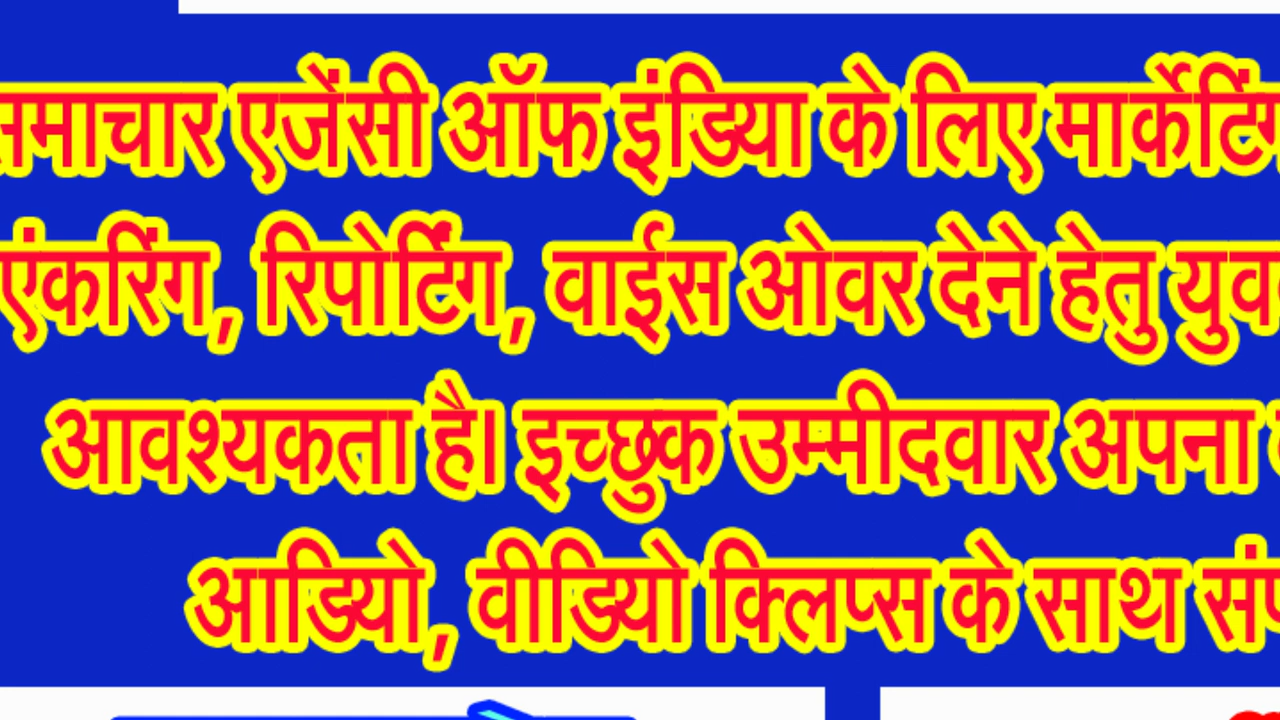 समाचार एजेंसी ऑफ इंडिया के लिए मार्केटिंग
एंकरिंग, रिपोर्टिंग, वाईस ओवर देने हेतु
आवश्यकता है। इच्छुक उम्मीदवार अपना
आडियो, वीडियो क्लिप्स के साथ